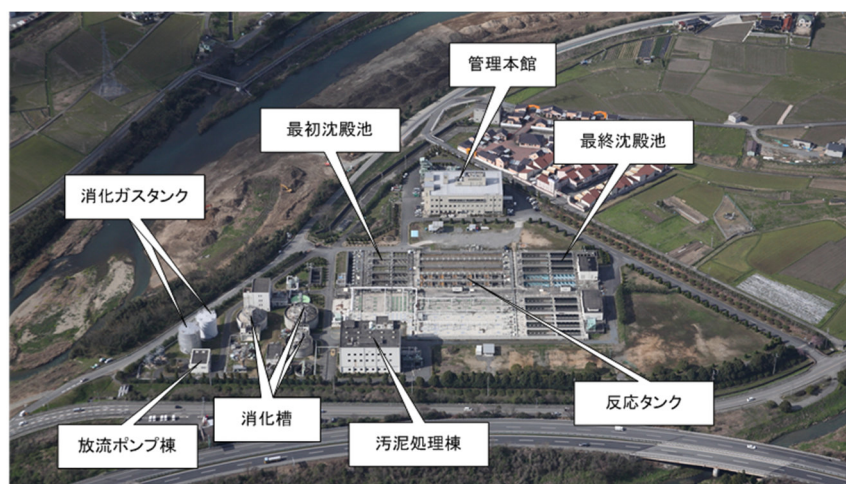 管理本館
最初沈殿池
最終沈殿池
消化ガスタンク
消化槽
反応タンク
放流ポンプ棟
汚泥処理棟